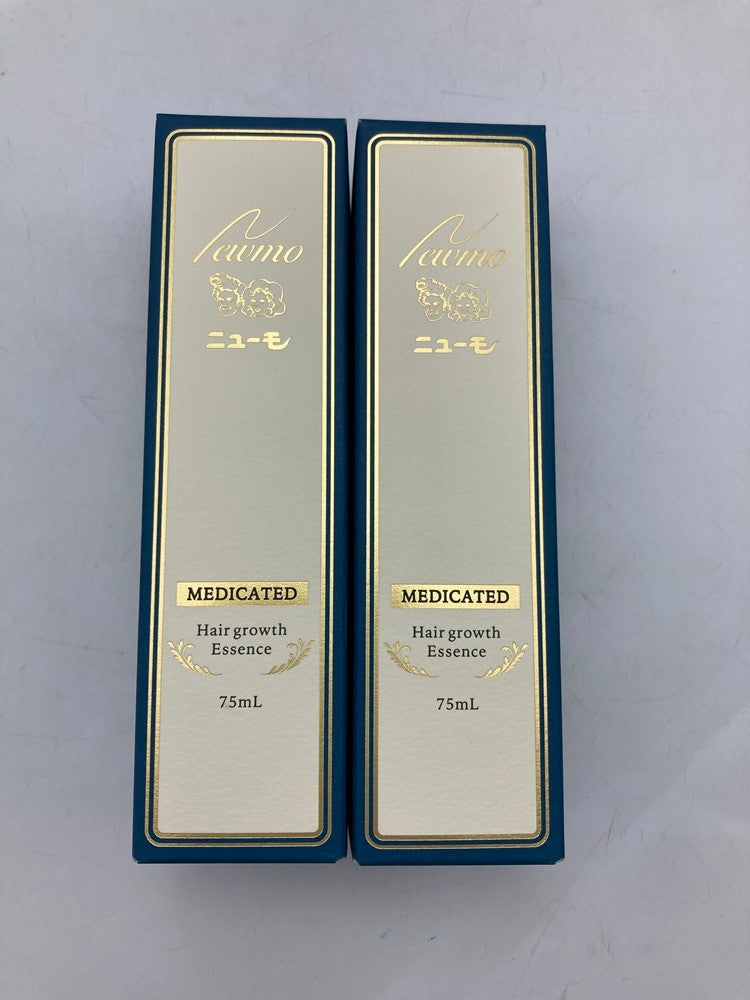 Newmo
ニューモ
MEDICATED
Hair growth
Essence
75mL
Newmo
ニューモ
MEDICATED
Hair growth
Essence
75mL